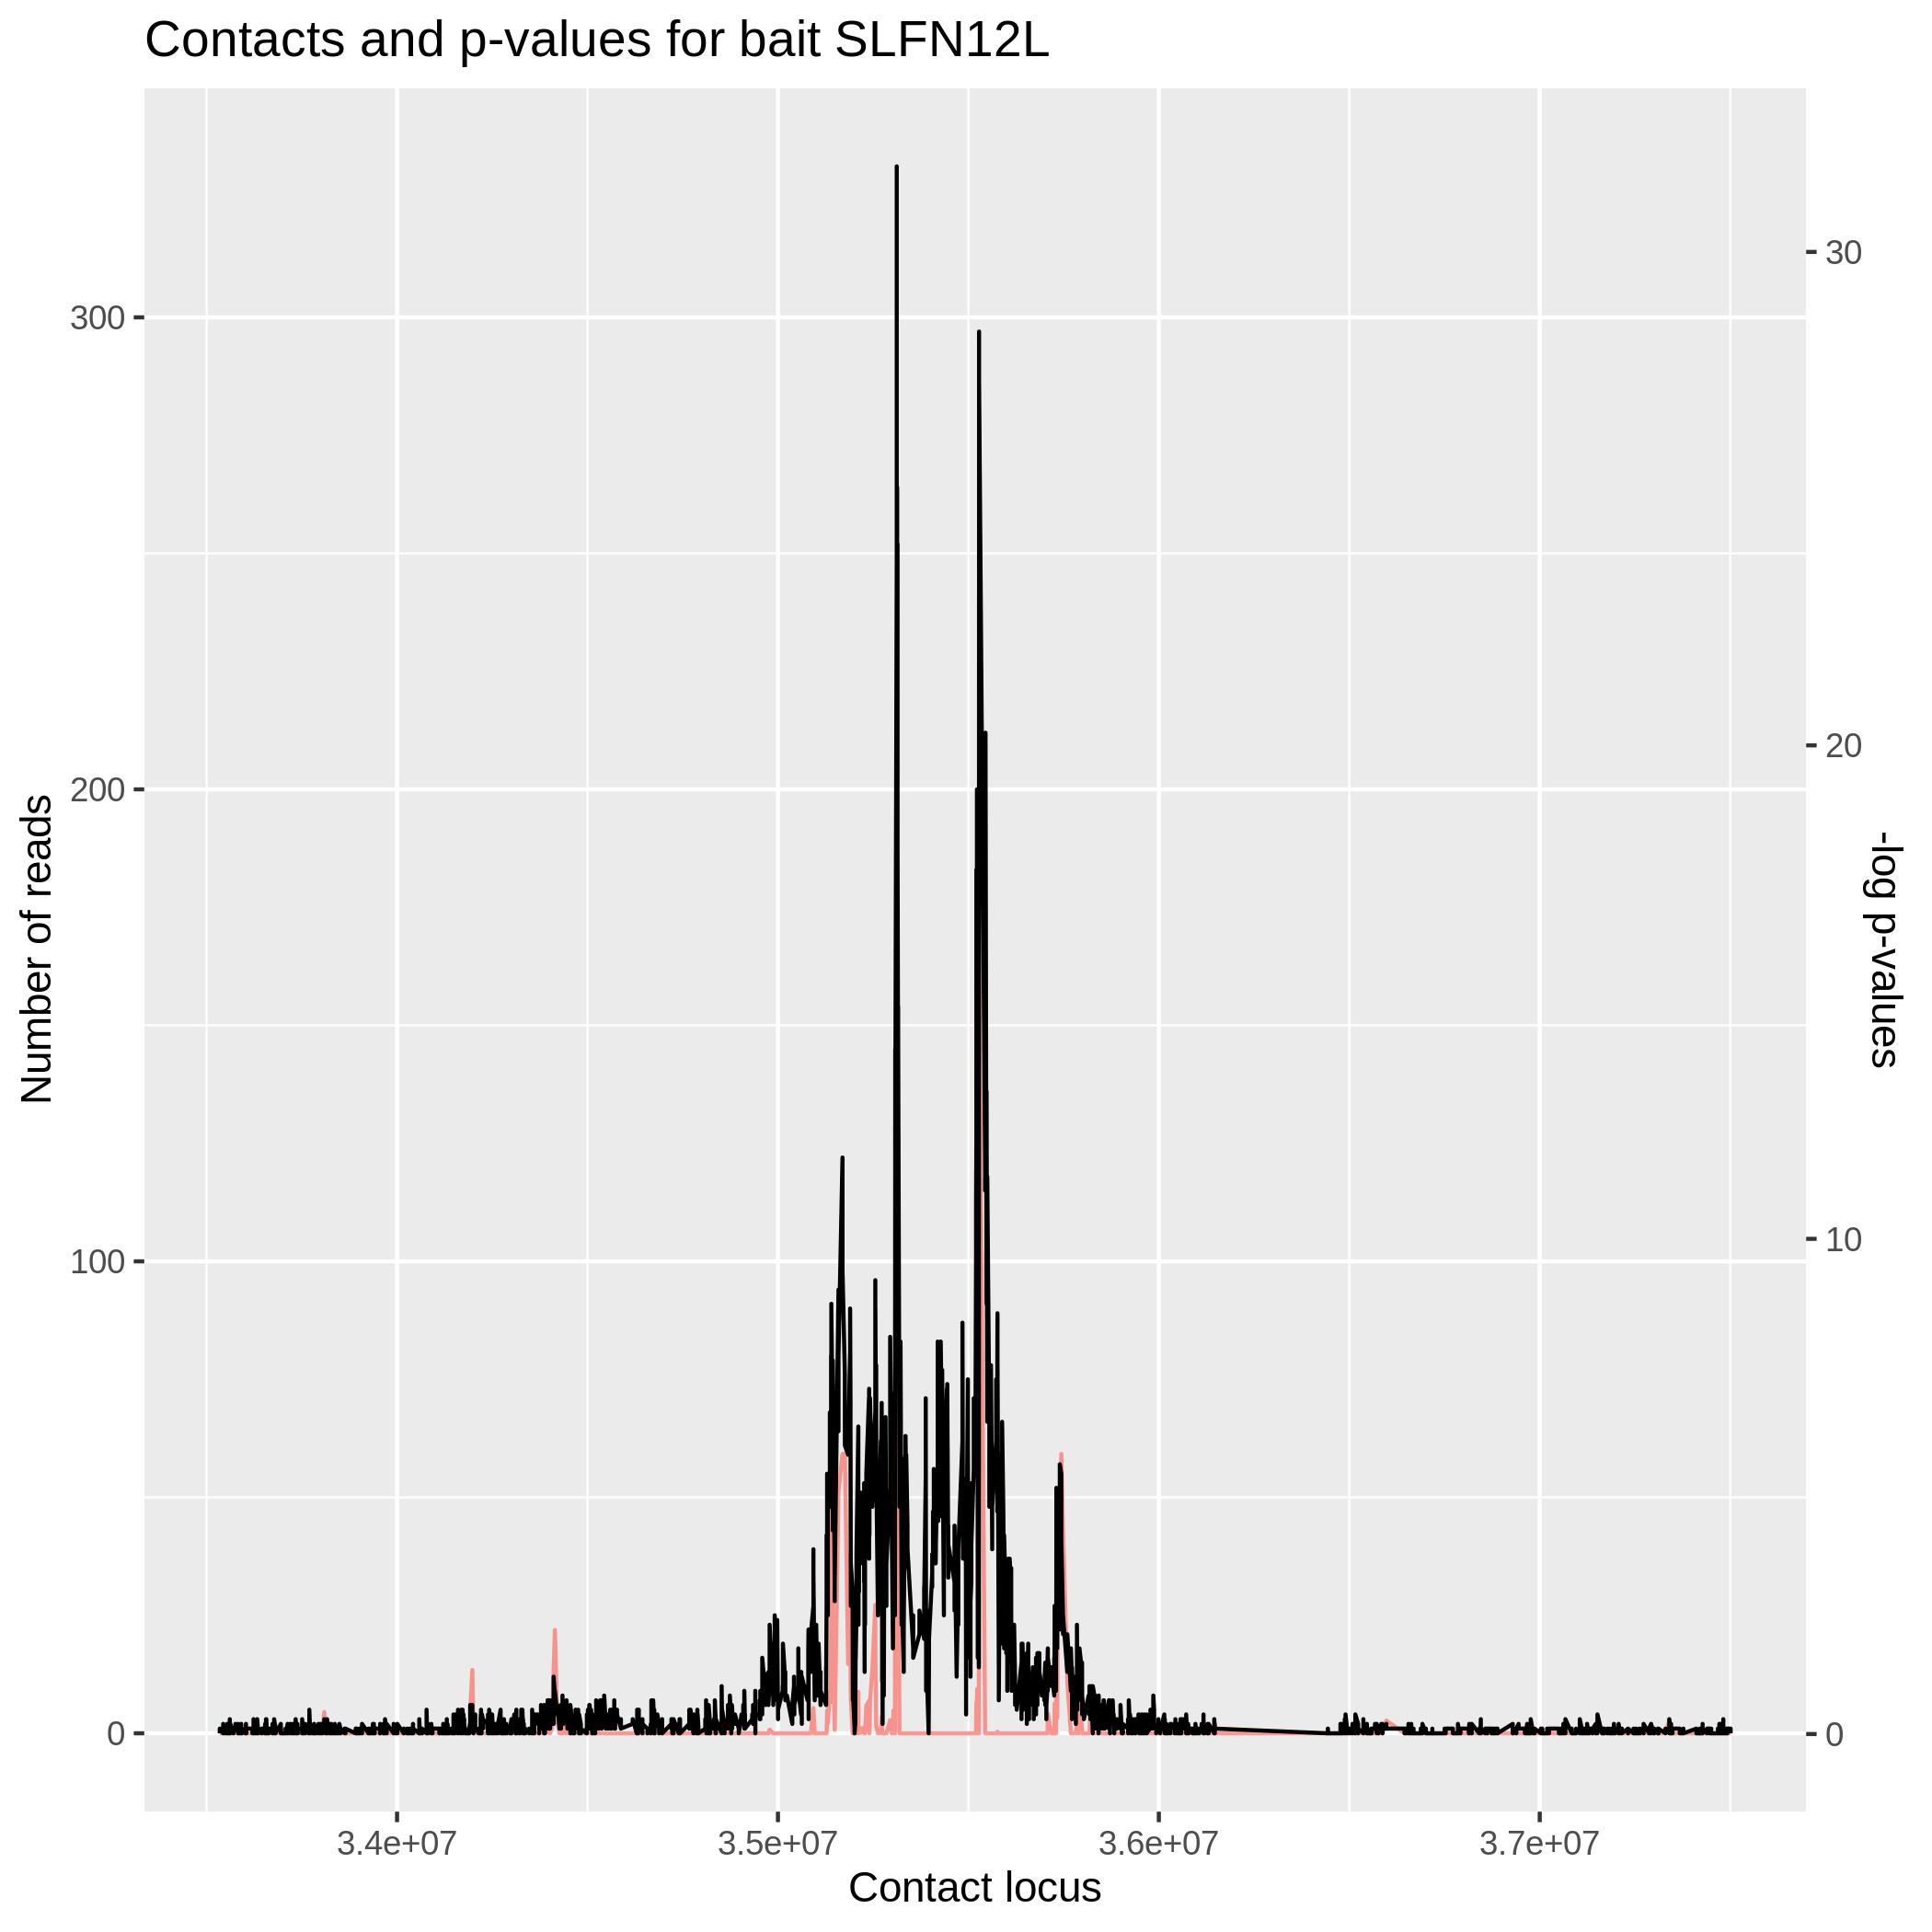 Contacts and p-values for bait SLFN12L
300
200
100
0
Number of reads
30
20
10
0
-log p-values
3.4e+07
3.5e+07
3.6e+07
3.7e+07
Contact locus